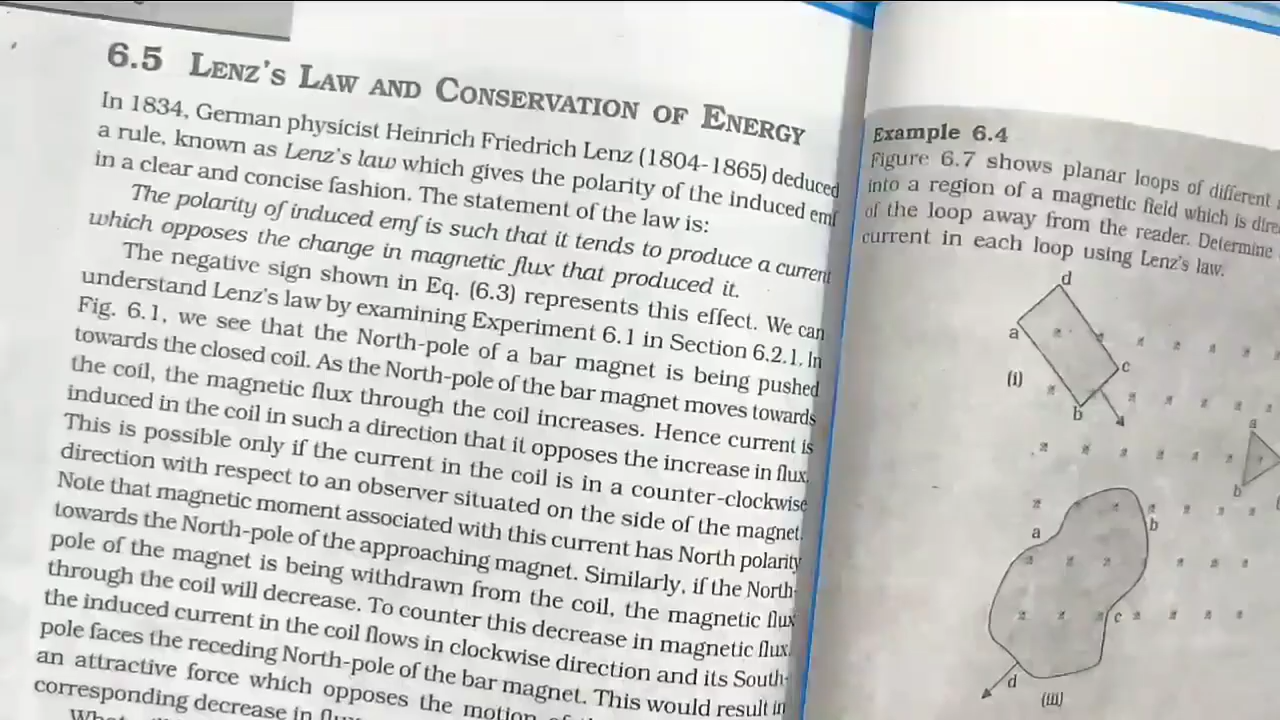 6.5 LENZ'S LAW AND CONSERVATION OF ENERGY
In 1834, German physicist Heinrich Friedrich Lenz (1804-1865) deduced
a rule, known as Lenz's law which gives the polarity of the induced emf
in a clear and concise fashion. The statement of the law is:
The polarity of induced emf is such that it tends to produce a current
which opposes the change in magnetic flux that produced it.
The negative sign shown in Eq. (6.3) represents this effect. We can
understand Lenz's law by examining Experiment 6.1 in Section 6.2.1. In
Fig. 6.1, we see that the North-pole of a bar magnet is being pushed
towards the closed coil. As the North-pole of the bar magnet moves towards
the coil, the magnetic flux through the coil increases. Hence current is
induced in the coil in such a direction that it opposes the increase in flux.
This is possible only if the current in the coil is in a counter-clockwise
direction with respect to an observer situated on the side of the magnet.
Note that magnetic moment associated with this current has North polarity
towards the North-pole of the approaching magnet. Similarly, if the North-
pole of the magnet is being withdrawn from the coil, the magnetic flux
through the coil will decrease. To counter this decrease in magnetic flux,
the induced current in the coil flows in clockwise direction and its South-
pole faces the receding North-pole of the bar magnet. This would result in
an attractive force which opposes the motion of
corresponding decrease in
Example 6.4
Figure 6.7 shows planar loops of different
into a region of a magnetic field which is
of the loop away from the reader. Determine
current in each loop using Lenz's law.
d
a
c
(i)
b
a
b
a
b
c
d
(iii)